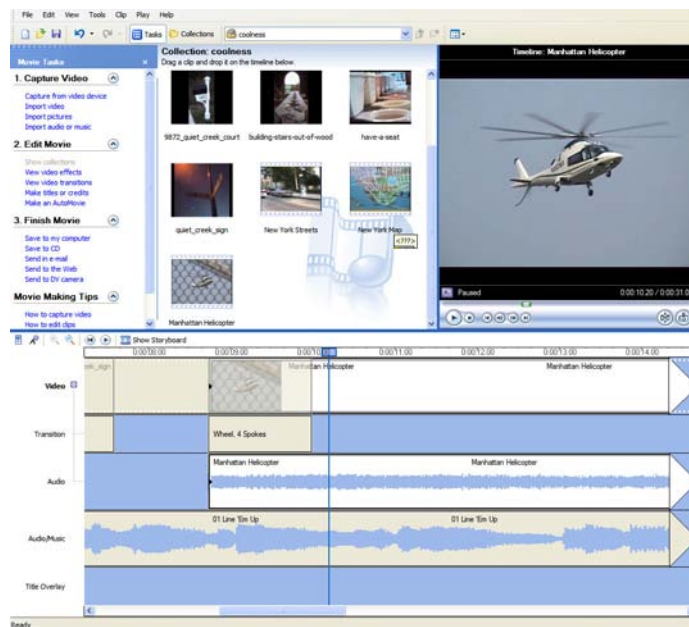 File Edit View Tools Clip Play Help
Tasks Collections coolness
Movie Tasks
1. Capture Video
Capture from video device
Import video
Import pictures
Import audio or music
2. Edit Movie
Show collections
View video effects
View video transitions
Make titles or credits
Make an AutoMovie
3. Finish Movie
Save to my computer
Save to CD
Send in e-mail
Send to the Web
Send to DV camera
Movie Making Tips
How to capture video
How to edit clips
Collection: coolness
Drag a clip and drop it on the timeline below.
9872_quiet_creek_court building-stairs-out-of-wood have-a-seat
quiet_creek_sign New York Streets New York Map
<???>
Manhattan Helicopter
Timeline: Manhattan Helicopter
Paused 0:00:10.20 / 0:00:31.0
Show Storyboard
0:00:08.00 0:00:09.00 0:00:11.00 0:00:12.00 0:00:13.00 0:00:14.00
Video Manhattan Helicopter Manhattan Helicopter
Transition Wheel, 4 Spokes
Audio Manhattan Helicopter Manhattan Helicopter
Audio/Music 01 Line 'Em Up 01 Line 'Em Up
Title Overlay
Ready